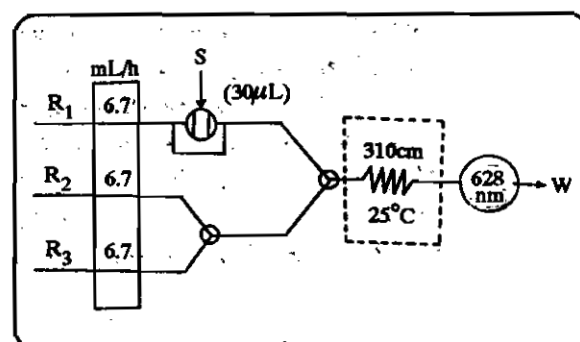 mL/h
S
(30μL)
R1 6.7
R2 6.7
R3 6.7
310cm
25°C
628
nm
W